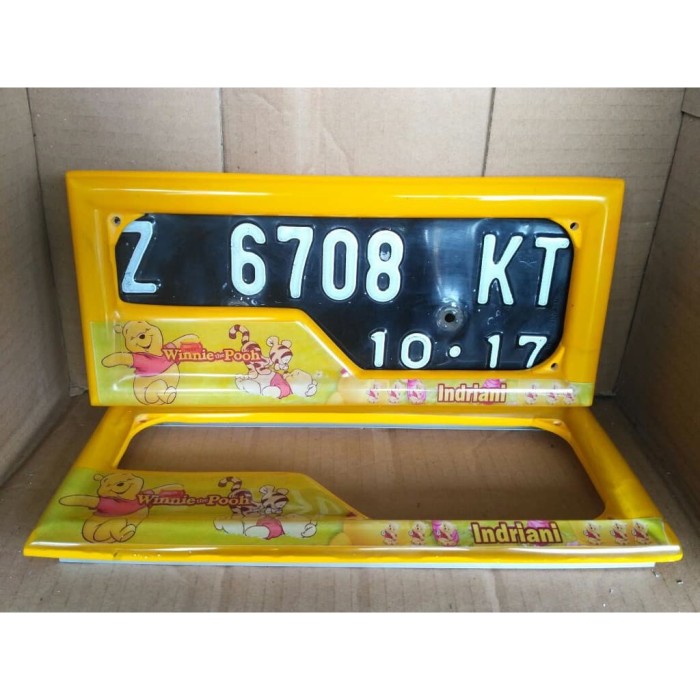 Z 6708 KT
10·17
Winnie the Pooh
Indriani
Winnie the Pooh
Indriani